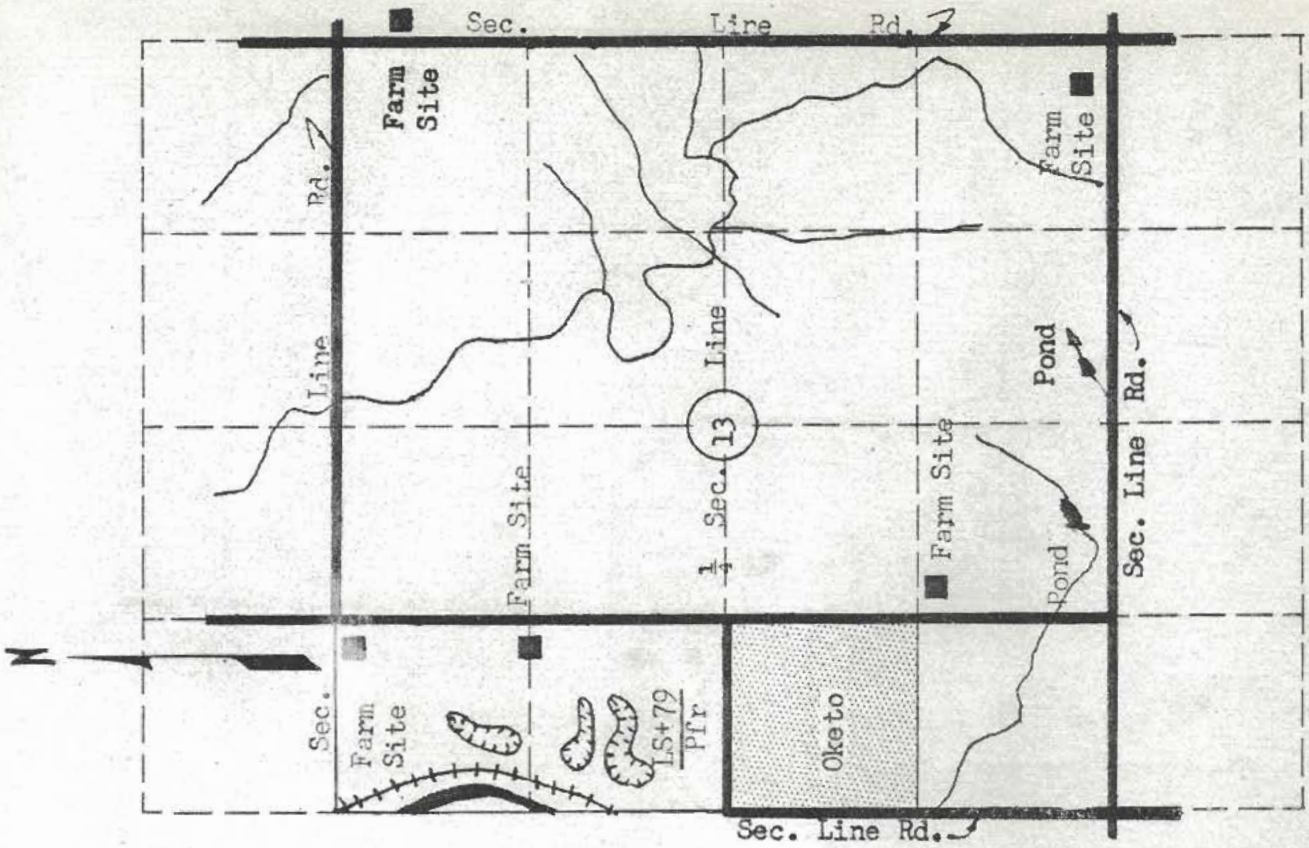 Sec. Line Rd.
Farm
Site
Farm
Site
Sec. Line Rd.
Pond
Farm Site
Farm Site
1/4 Sec. 13 Line
Pond
Sec. Line Rd.
N
Farm
Site
LS+79
Pfr
Oketo
Sec. Line Rd.